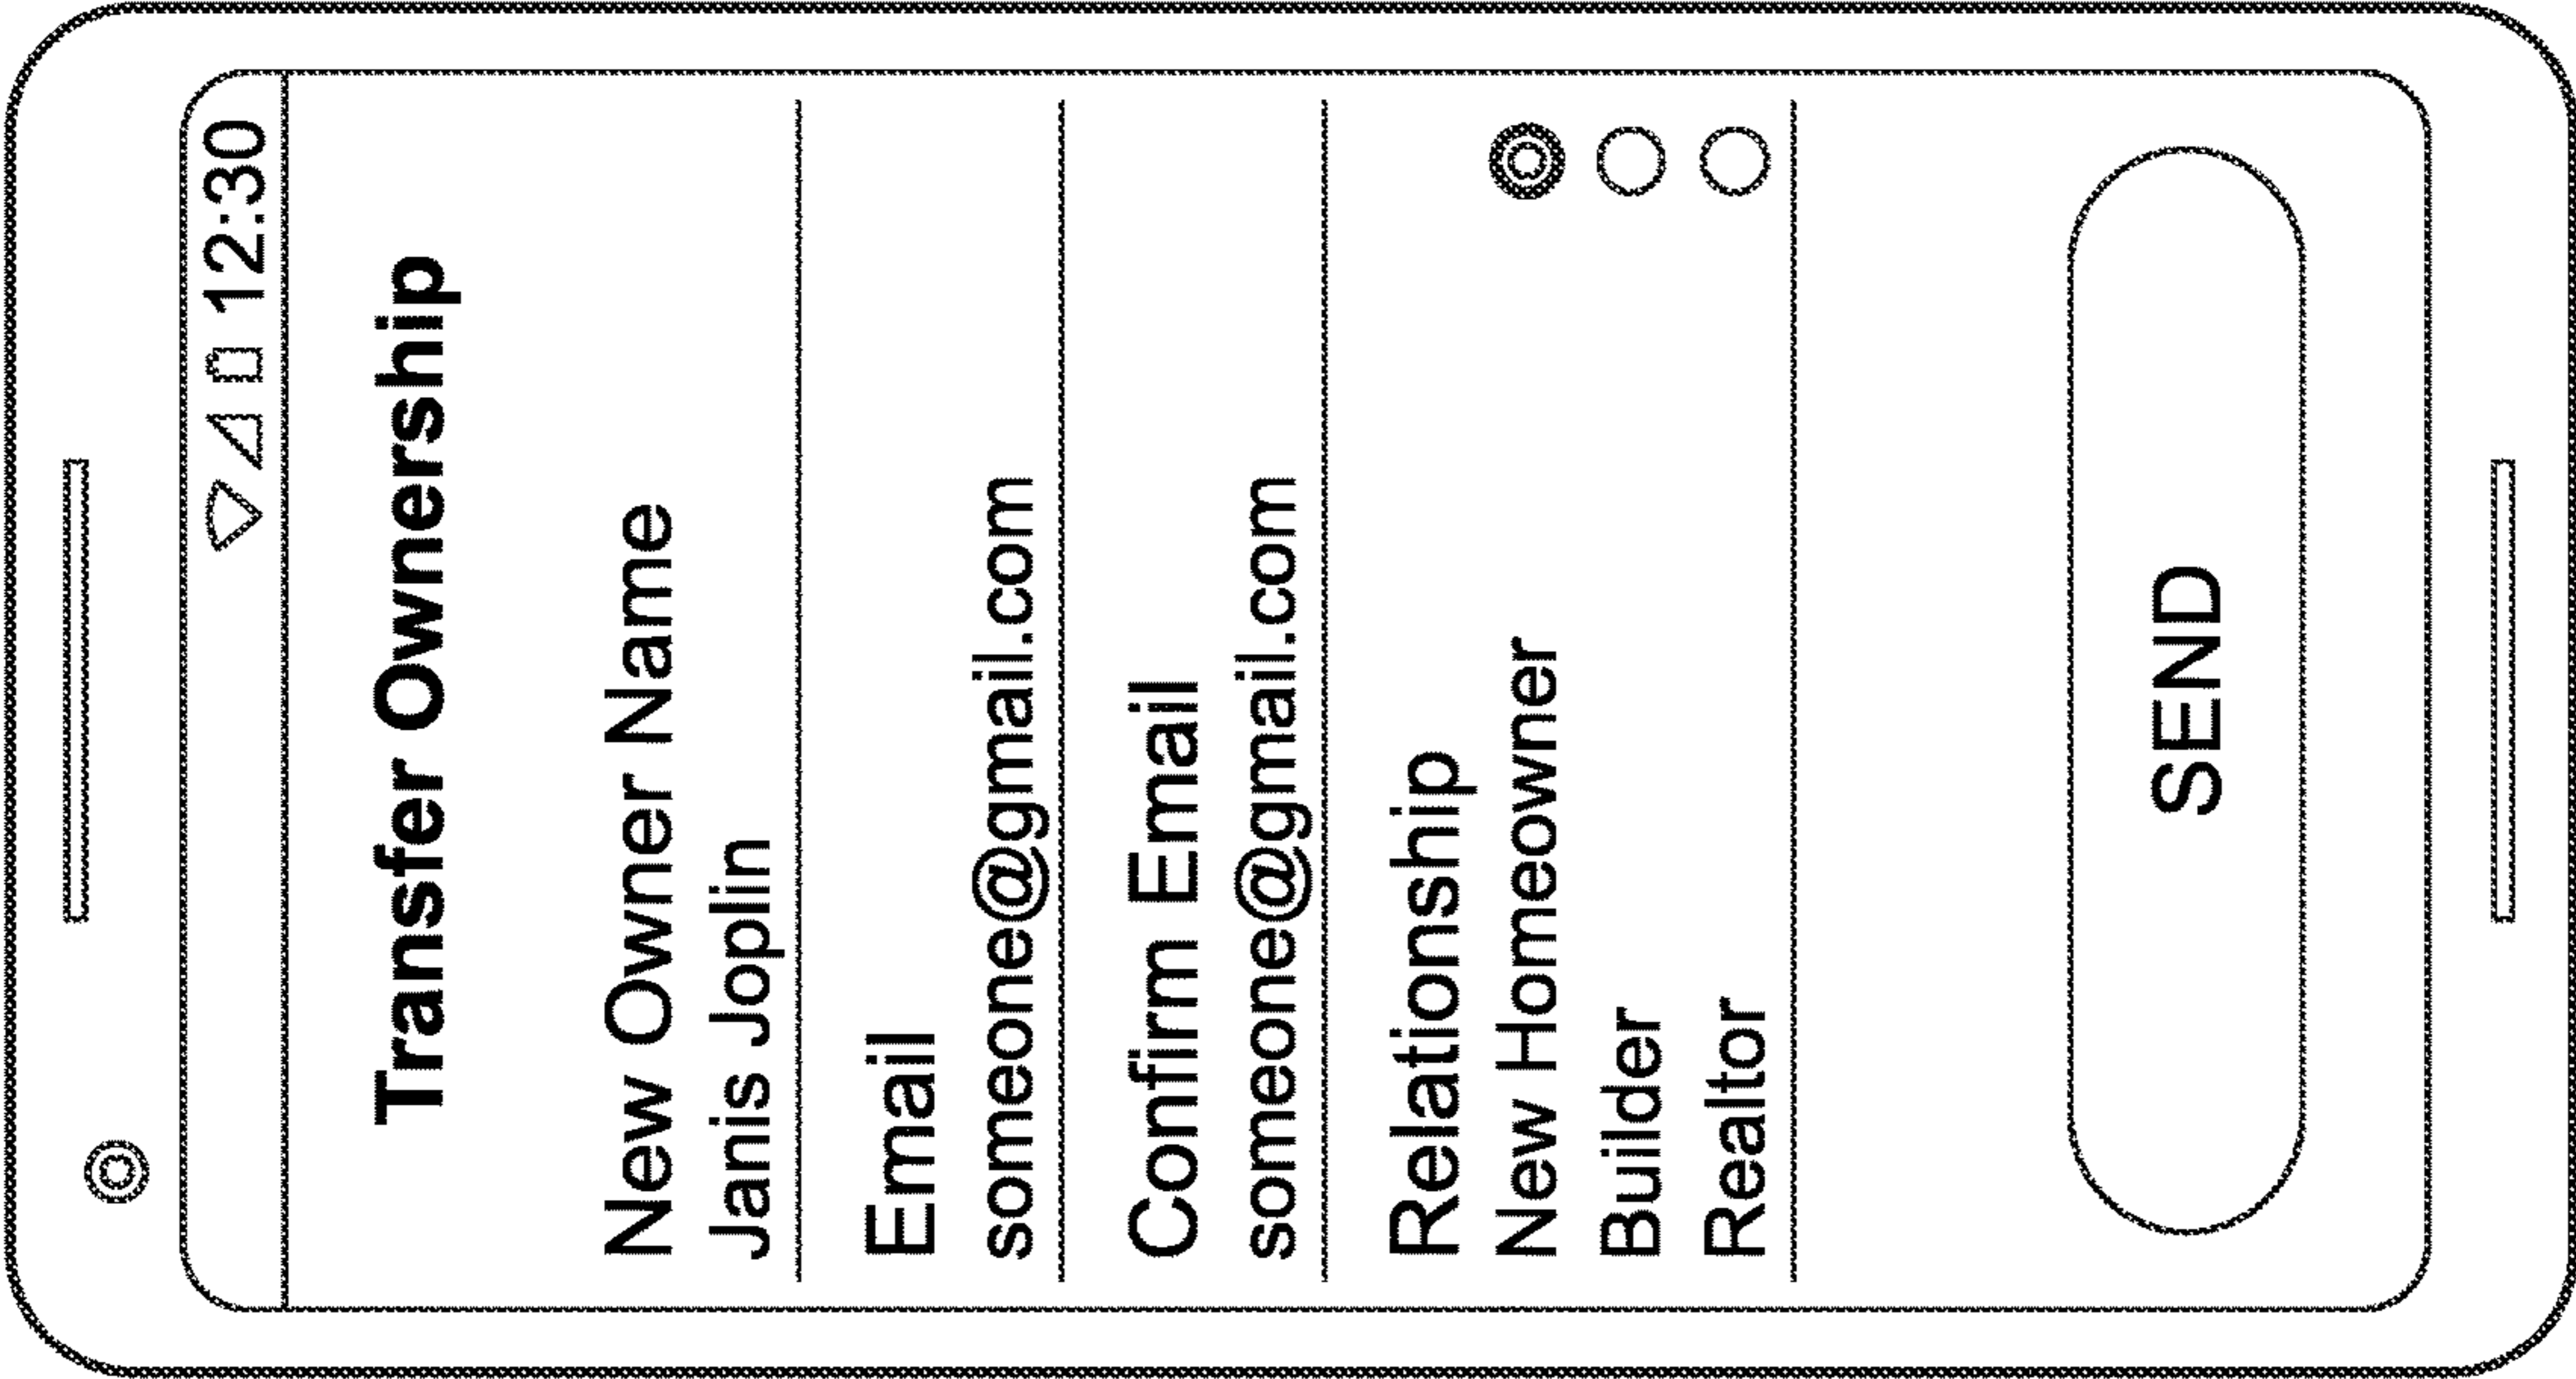 12:30
Transfer Ownership
New Owner Name
Janis Joplin
Email
someone@gmail.com
Confirm Email
someone@gmail.com
Relationship
New Homeowner
Builder
Realtor
SEND